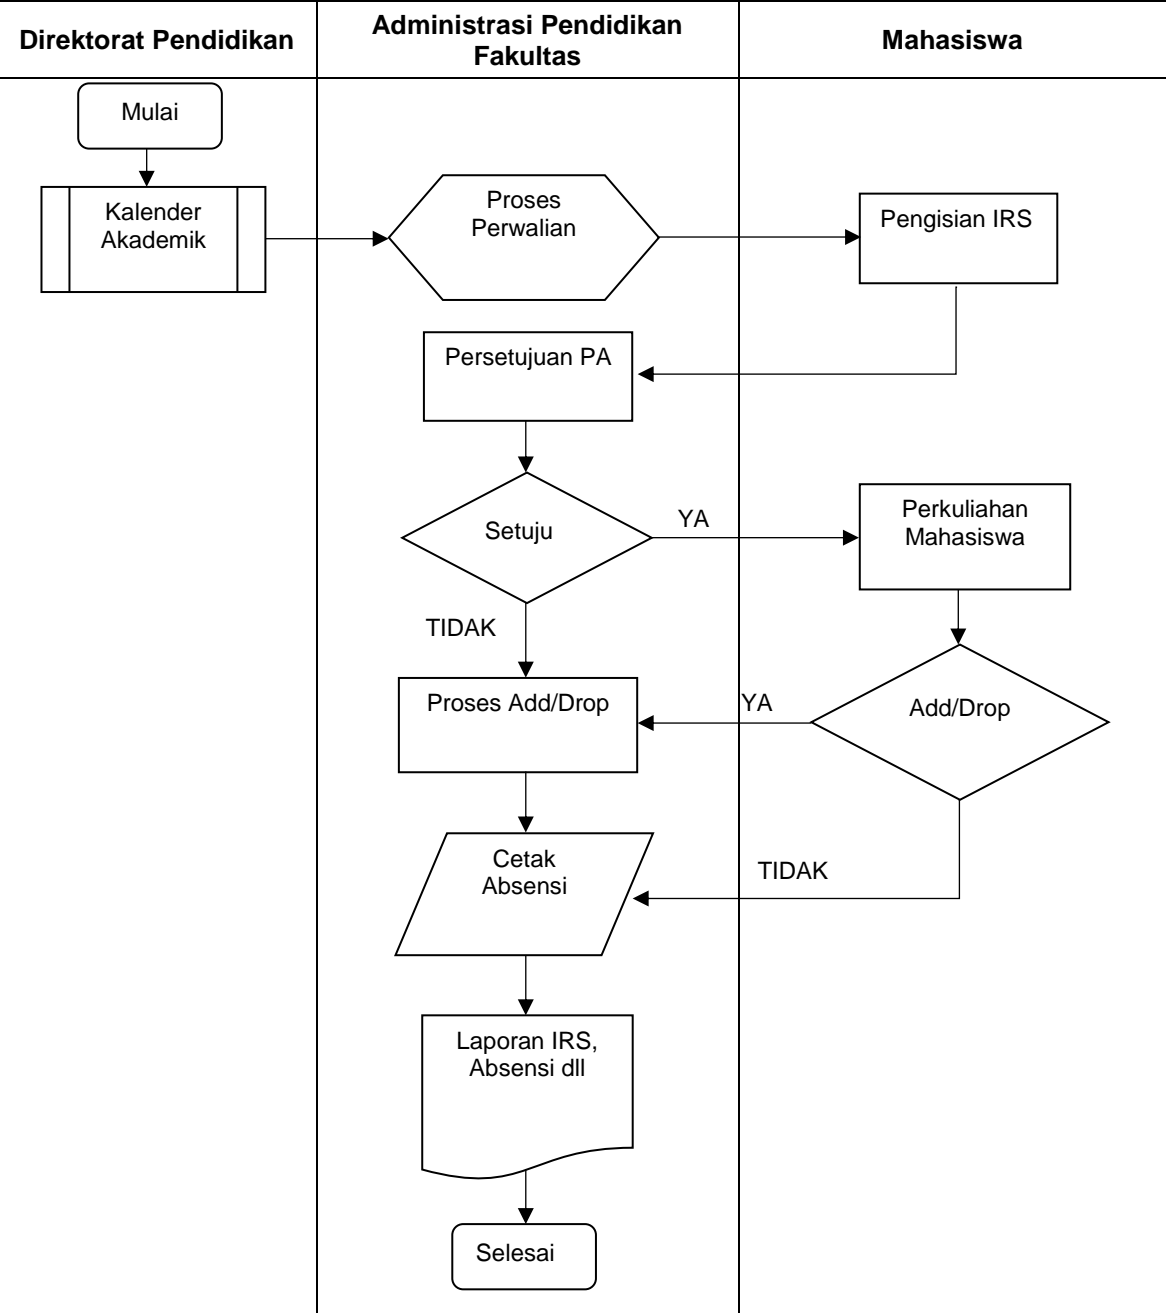 Direktorat Pendidikan
Administrasi Pendidikan
Fakultas
Mahasiswa
Mulai
Kalender
Akademik
Proses
Perwalian
Pengisian IRS
Persetujuan PA
Setuju
YA
Perkuliahan
Mahasiswa
TIDAK
Proses Add/Drop
YA
Add/Drop
Cetak
Absensi
TIDAK
Laporan IRS,
Absensi dll
Selesai